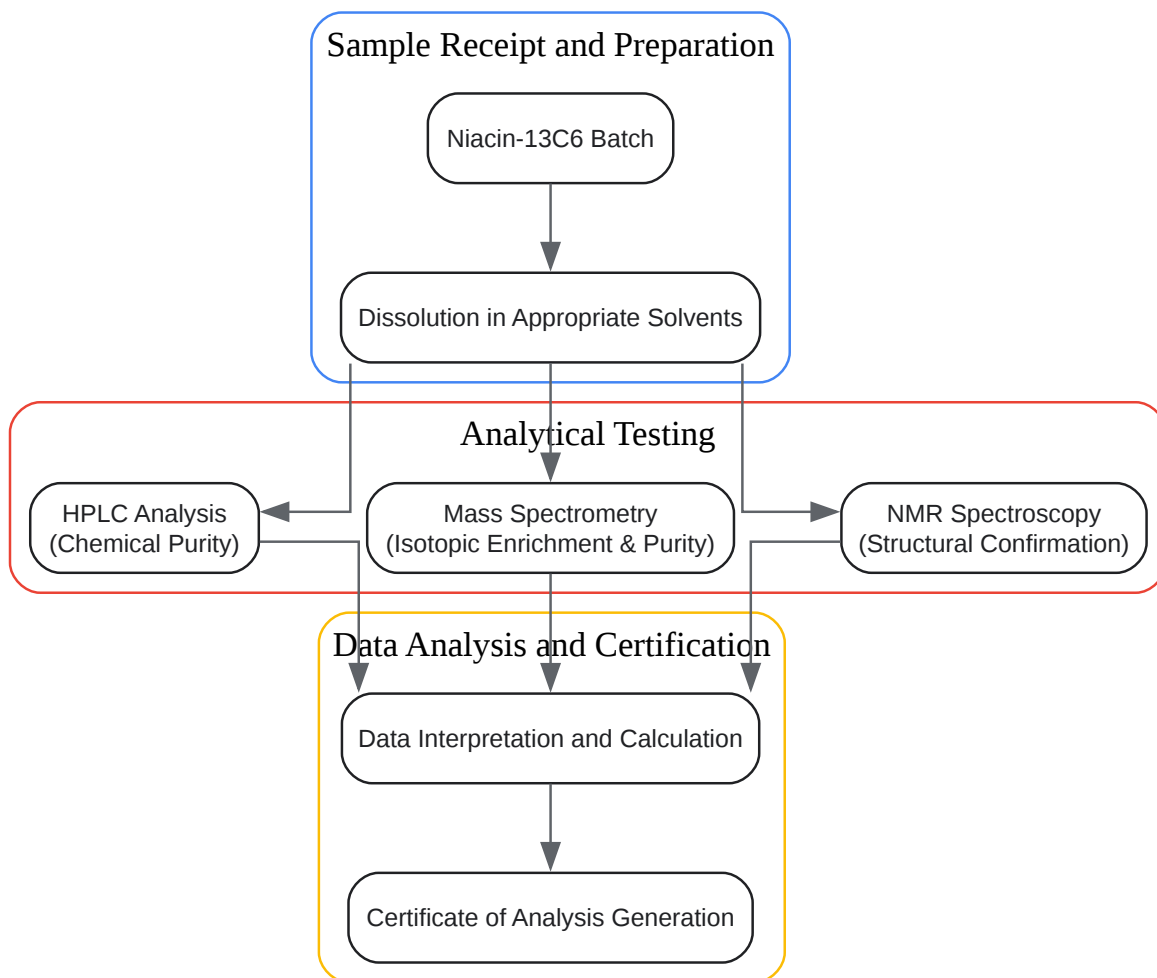 Sample Receipt and Preparation
Niacin-13C6 Batch
Dissolution in Appropriate Solvents
Analytical Testing
HPLC Analysis
(Chemical Purity)
Mass Spectrometry
(Isotopic Enrichment & Purity)
NMR Spectroscopy
(Structural Confirmation)
Data Analysis and Certification
Data Interpretation and Calculation
Certificate of Analysis Generation